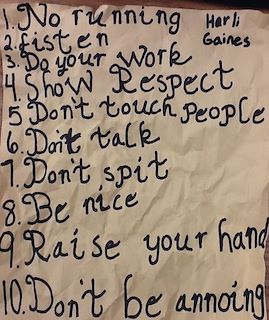 1. No running
Harli
Gaines
2. Listen
3. Do your work
4 Show Respect
5 Don't touch people
6. Don't talk
7. Don't spit
8. Be nice
9. Raise your hand
10. Don't be annoing